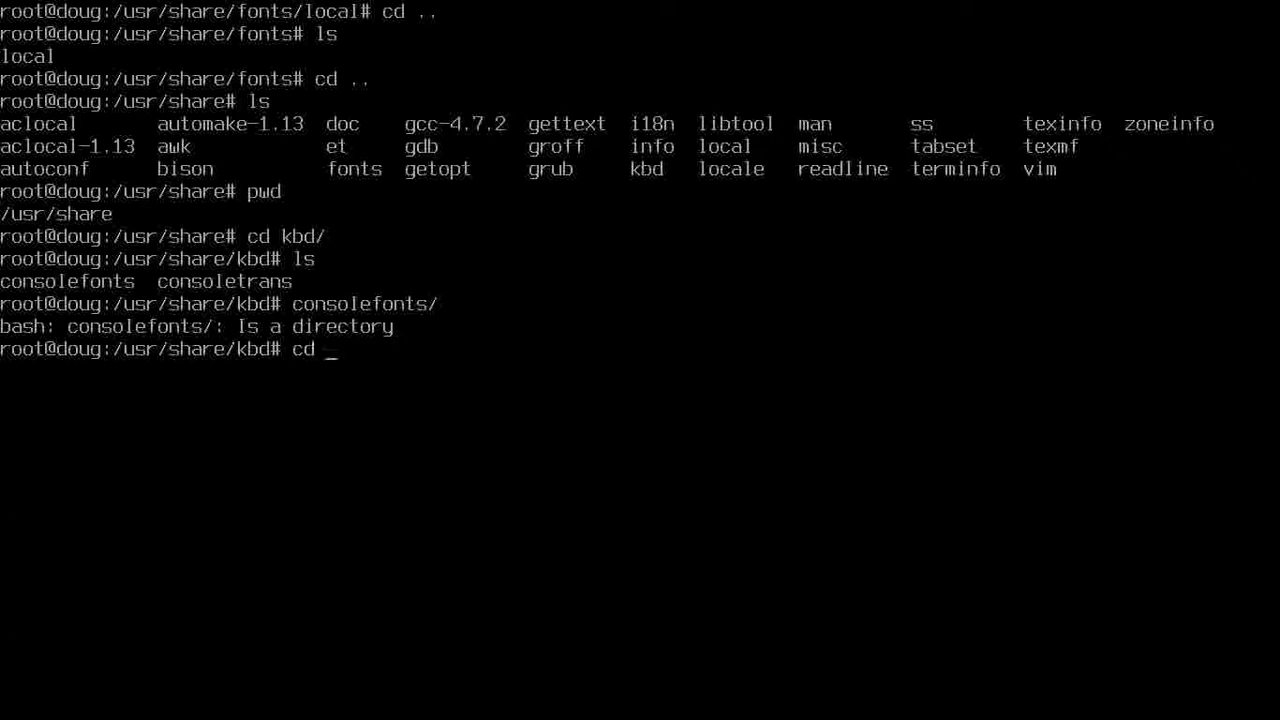 root@doug:/usr/share/fonts/local# cd ..
root@doug:/usr/share/fonts# ls
local
root@doug:/usr/share/fonts# cd ..
root@doug:/usr/share# ls
aclocal automake-1.13 doc gcc-4.7.2 gettext i18n libtool man ss texinfo zoneinfo
aclocal-1.13 awk et gdb groff info local misc tabset texmf
autoconf bison fonts getopt grub kbd locale readline terminfo vim
root@doug:/usr/share# pwd
/usr/share
root@doug:/usr/share# cd kbd/
root@doug:/usr/share/kbd# ls
consolefonts consoletrans
root@doug:/usr/share/kbd# consolefonts/
bash: consolefonts/: Is a directory
root@doug:/usr/share/kbd# cd _